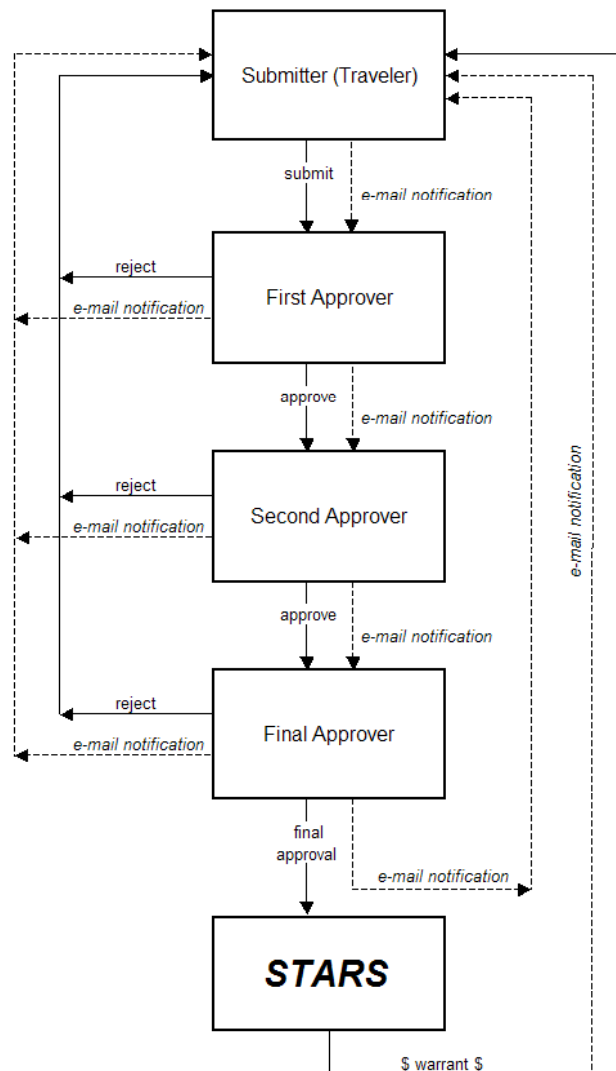 Submitter (Traveler)
submit
e-mail notification
reject
First Approver
e-mail notification
approve
e-mail notification
reject
Second Approver
e-mail notification
approve
e-mail notification
reject
Final Approver
e-mail notification
final
approval
e-mail notification
e-mail notification
STARS
$ warrant $